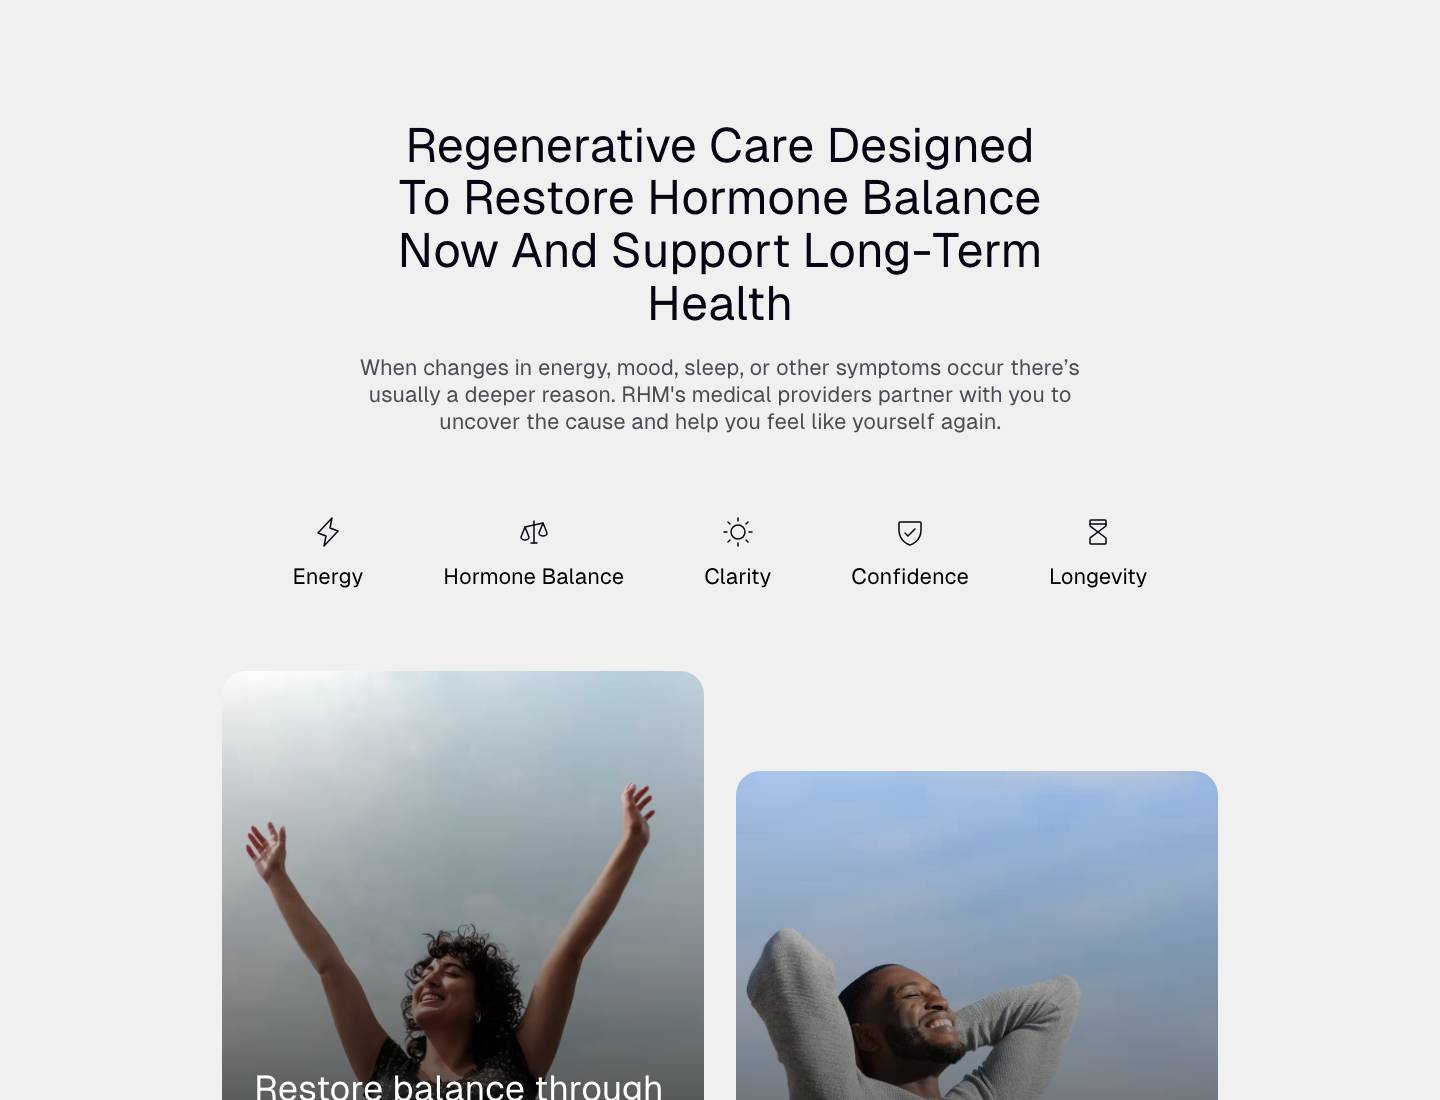 Regenerative Care Designed
To Restore Hormone Balance
Now And Support Long-Term
Health
When changes in energy, mood, sleep, or other symptoms occur there’s
usually a deeper reason. RHM's medical providers partner with you to
uncover the cause and help you feel like yourself again.
Energy
Hormone Balance
Clarity
Confidence
Longevity
Restore balance through